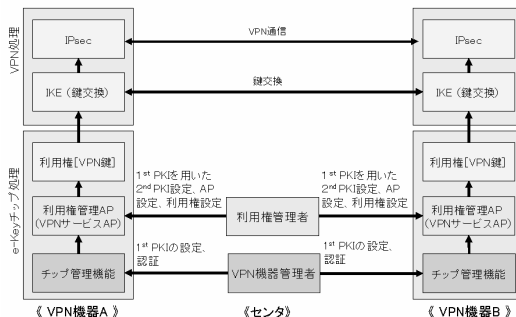 VPN処理
IPsec
VPN通信
IPsec
IKE（鍵交換）
鍵交換
IKE（鍵交換）
e-Keyチップ処理
利用権[VPN鍵]
利用権[VPN鍵]
1st PKIを用いた
2nd PKI設定、AP
設定、利用権設定
1st PKIを用いた
2nd PKI設定、AP
設定、利用権設定
利用権管理AP
(VPNサービスAP)
利用権管理者
利用権管理AP
(VPNサービスAP)
1st PKIの設定、
認証
1st PKIの設定、
認証
チップ管理機能
VPN機器管理者
チップ管理機能
《 VPN機器A 》
《センタ》
《 VPN機器B 》